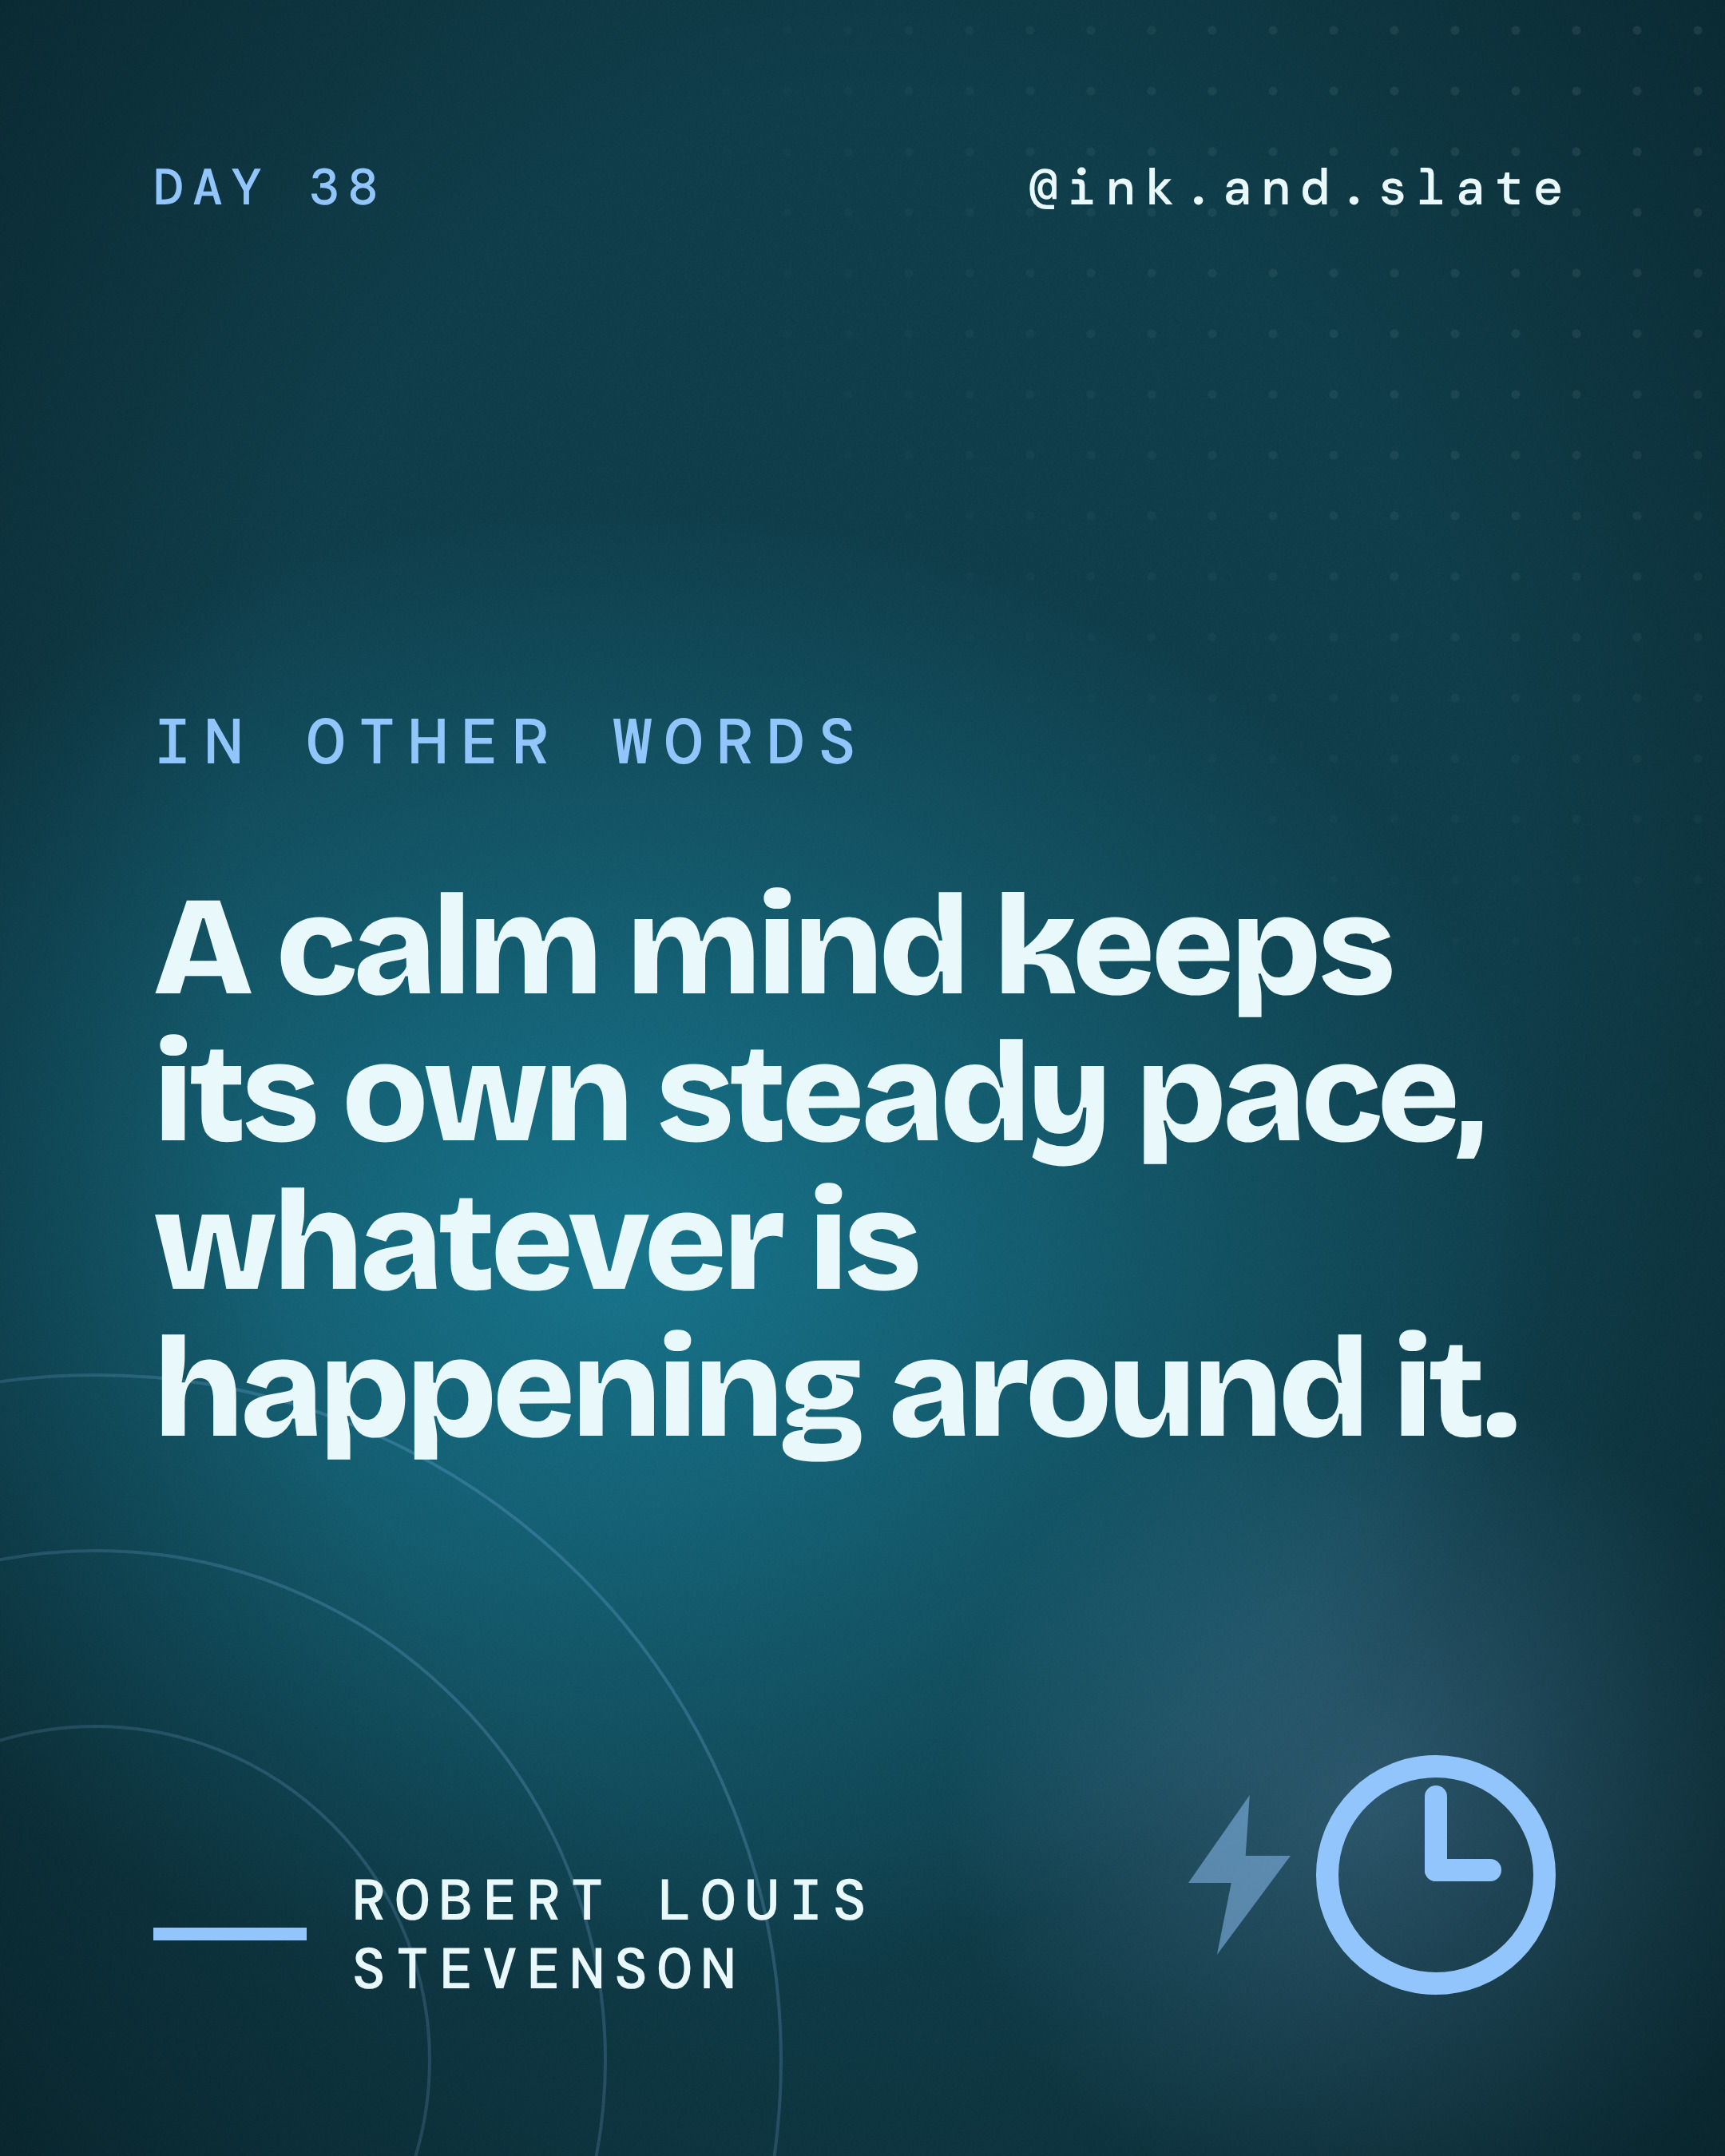 DAY 38
@ink.and.slate
IN OTHER WORDS
A calm mind keeps
its own steady pace,
whatever is
happening around it.
ROBERT LOUIS
STEVENSON